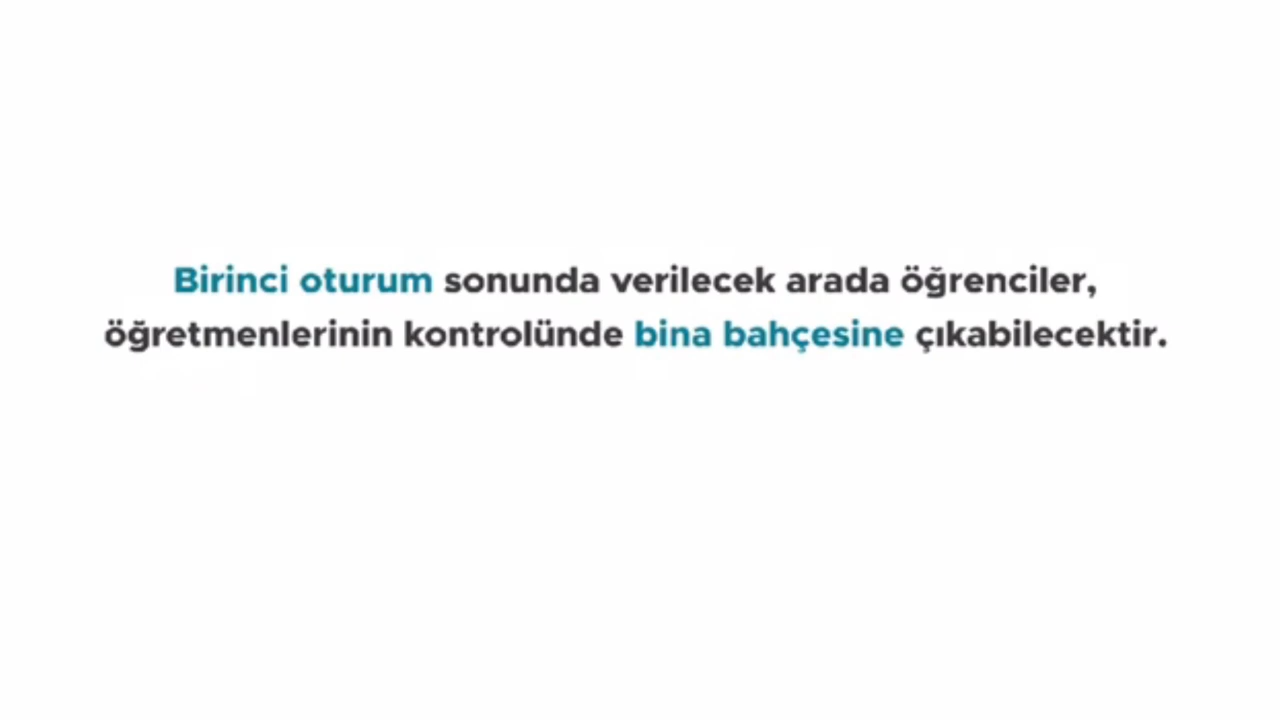 Birinci oturum sonunda verilecek arada öğrenciler,
öğretmenlerinin kontrolünde bina bahçesine çıkabilecektir.